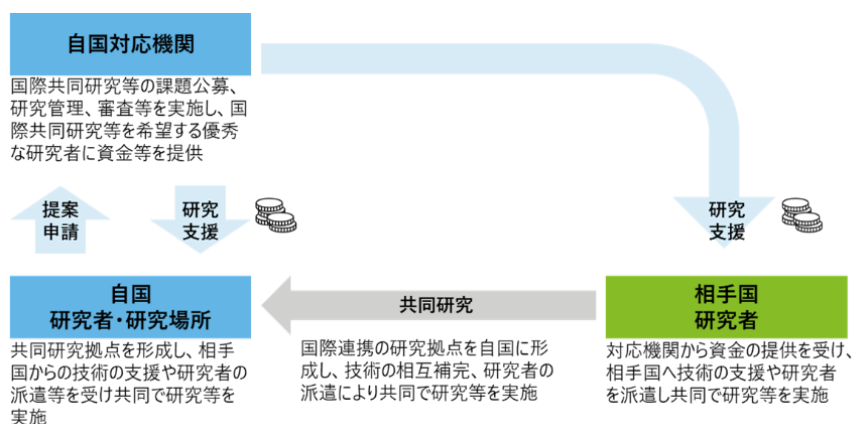 自国対応機関
国際共同研究等の課題公募、
研究管理、審査等を実施し、国
際共同研究等を希望する優秀
な研究者に資金等を提供
提案
申請
研究
支援
研究
支援
自国
研究者・研究場所
共同研究拠点を形成し、相手
国からの技術の支援や研究者の
派遣等を受け共同で研究等を
実施
共同研究
国際連携の研究拠点を自国に形
成し、技術の相互補完、研究者の
派遣により共同で研究等を実施
相手国
研究者
対応機関から資金の提供を受け、
相手国へ技術の支援や研究者
を派遣し共同で研究等を実施